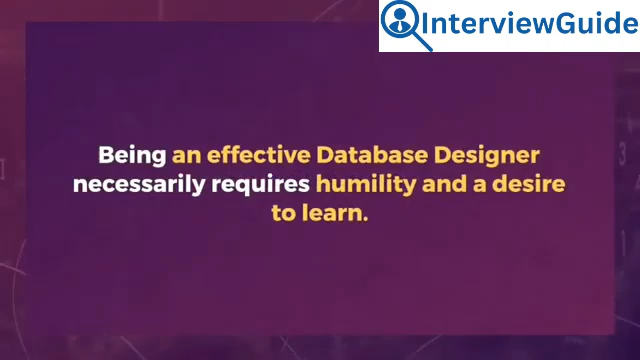 InterviewGuide
Being an effective Database Designer
necessarily requires humility and a desire
to learn.